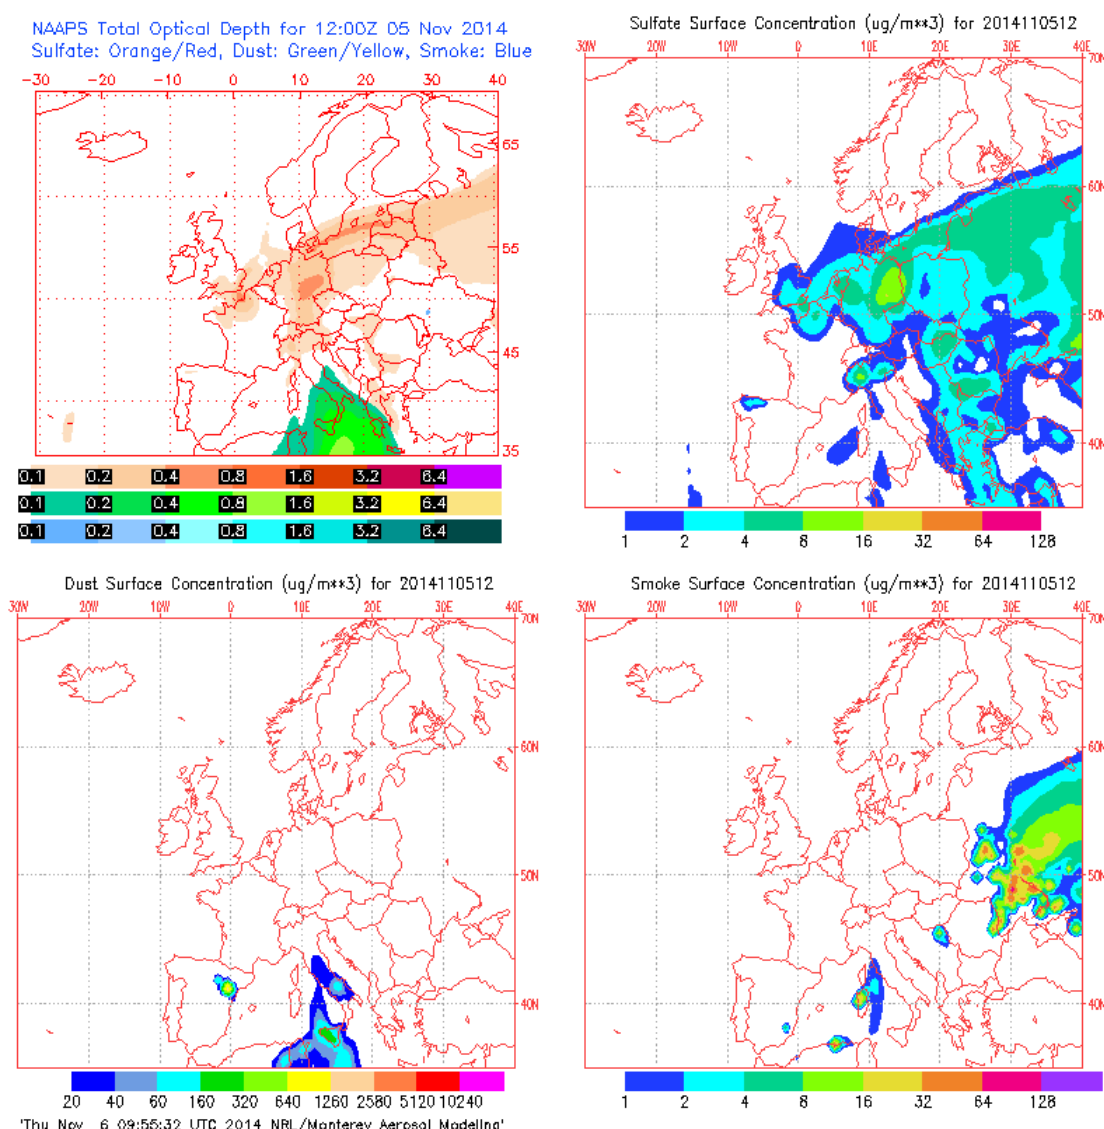 NAAPS Total Optical Depth for 12:00Z 05 Nov 2014
Sulfate: Orange/Red, Dust: Green/Yellow, Smoke: Blue
-30 -20 -10 0 10 20 30 40
65
55
45
35
0.1 0.2 0.4 0.8 1.6 3.2 6.4
0.1 0.2 0.4 0.8 1.6 3.2 6.4
0.1 0.2 0.4 0.8 1.6 3.2 6.4
Sulfate Surface Concentration (ug/m**3) for 2014110512
30W 20W 10W 0 10E 20E 30E 40E
70N
60N
50N
40N
1 2 4 8 16 32 64 128
Dust Surface Concentration (ug/m**3) for 2014110512
30W 20W 10W 0 10E 20E 30E 40E
70N
60N
50N
40N
20 40 60 160 320 640 1260 2580 5120 10240
'Thu Nov 6 09:55:32 UTC 2014 NRL/Monterey Aerosol Modeling'
Smoke Surface Concentration (ug/m**3) for 2014110512
30W 20W 10W 0 10E 20E 30E 40E
70N
60N
50N
40N
1 2 4 8 16 32 64 128